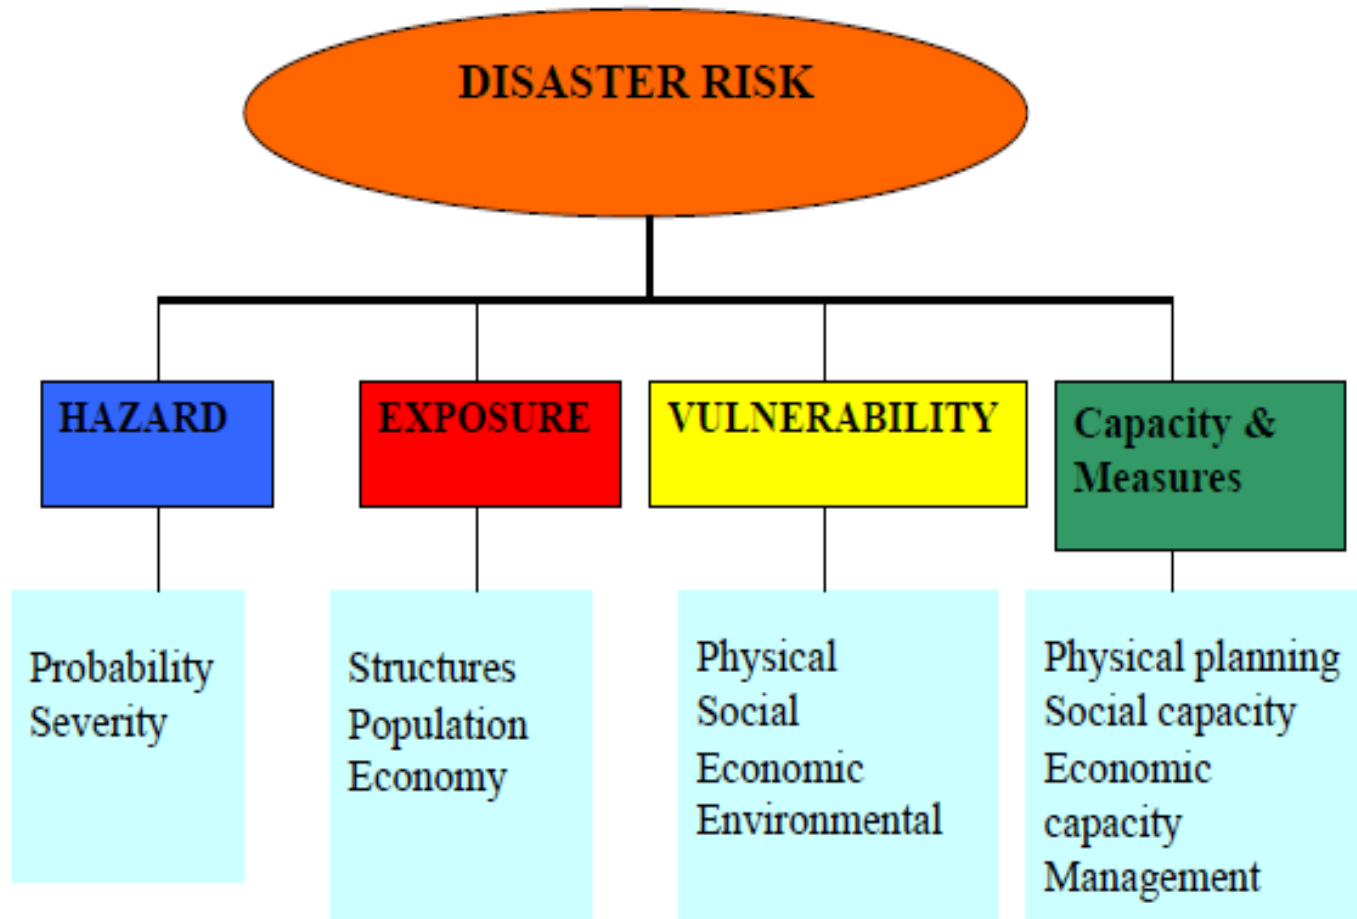 DISASTER RISK
HAZARD
EXPOSURE
VULNERABILITY
Capacity &
Measures
Probability
Severity
Structures
Population
Economy
Physical
Social
Economic
Environmental
Physical planning
Social capacity
Economic
capacity
Management